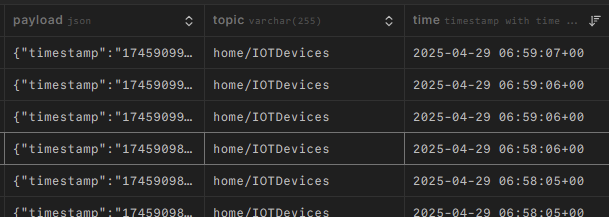 payload json topic varchar(255) time timestamp with time ...
{"timestamp":"17459099… home/IOTDevices 2025-04-29 06:59:07+00
{"timestamp":"17459099… home/IOTDevices 2025-04-29 06:59:06+00
{"timestamp":"17459099… home/IOTDevices 2025-04-29 06:59:06+00
{"timestamp":"17459098… home/IOTDevices 2025-04-29 06:58:06+00
{"timestamp":"17459098… home/IOTDevices 2025-04-29 06:58:05+00
{"timestamp":"17459098… home/IOTDevices 2025-04-29 06:58:05+00